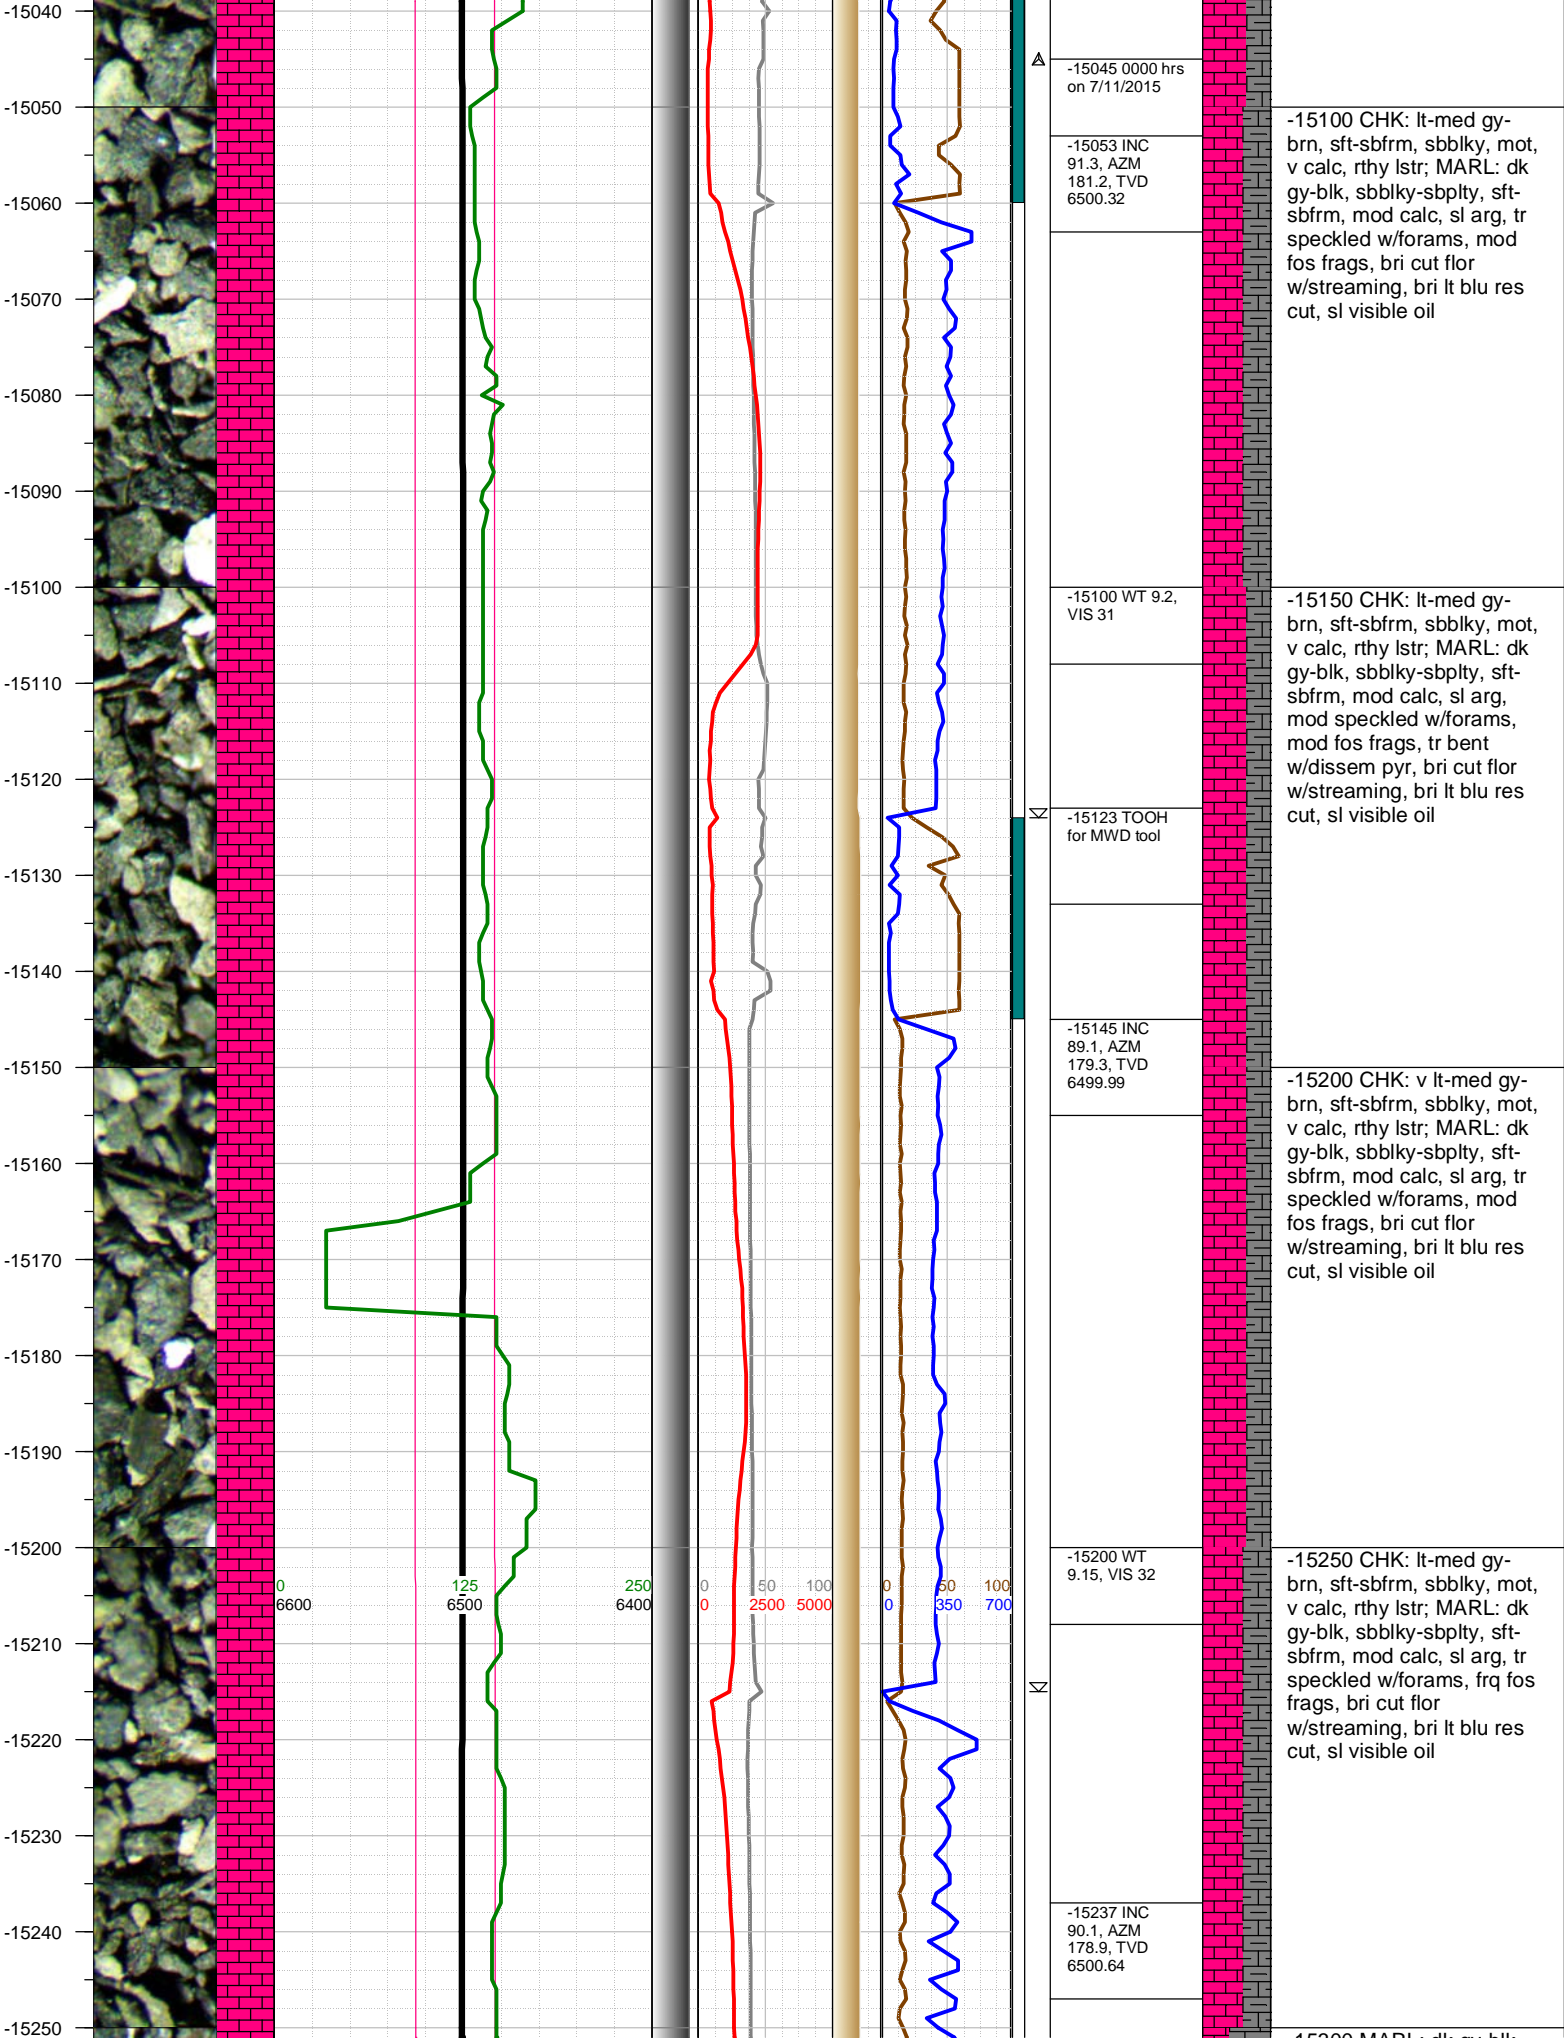 -15040
-15050
-15060
-15070
-15080
-15090
-15100
-15110
-15120
-15130
-15140
-15150
-15160
-15170
-15180
-15190
-15200
-15210
-15220
-15230
-15240
-15250
0 125 250
6600 6500 6400
0 50 100
0 2500 5000
0 50 100
0 350 700
-15045 0000 hrs
on 7/11/2015
-15053 INC
91.3, AZM
181.2, TVD
6500.32
-15100 WT 9.2,
VIS 31
-15123 TOOH
for MWD tool
-15145 INC
89.1, AZM
179.3, TVD
6499.99
-15200 WT
9.15, VIS 32
-15237 INC
90.1, AZM
178.9, TVD
6500.64
-15100 CHK: lt-med gy-
brn, sft-sbfrm, sbblky, mot,
v calc, rthy lstr; MARL: dk
gy-blk, sbblky-sbplty, sft-
sbfrm, mod calc, sl arg, tr
speckled w/forams, mod
fos frags, bri cut flor
w/streaming, bri lt blu res
cut, sl visible oil
-15150 CHK: lt-med gy-
brn, sft-sbfrm, sbblky, mot,
v calc, rthy lstr; MARL: dk
gy-blk, sbblky-sbplty, sft-
sbfrm, mod calc, sl arg,
mod speckled w/forams,
mod fos frags, tr bent
w/dissem pyr, bri cut flor
w/streaming, bri lt blu res
cut, sl visible oil
-15200 CHK: v lt-med gy-
brn, sft-sbfrm, sbblky, mot,
v calc, rthy lstr; MARL: dk
gy-blk, sbblky-sbplty, sft-
sbfrm, mod calc, sl arg, tr
speckled w/forams, mod
fos frags, bri cut flor
w/streaming, bri lt blu res
cut, sl visible oil
-15250 CHK: lt-med gy-
brn, sft-sbfrm, sbblky, mot,
v calc, rthy lstr; MARL: dk
gy-blk, sbblky-sbplty, sft-
sbfrm, mod calc, sl arg, tr
speckled w/forams, frq fos
frags, bri cut flor
w/streaming, bri lt blu res
cut, sl visible oil
-15300 MARL: dk gy-blk,